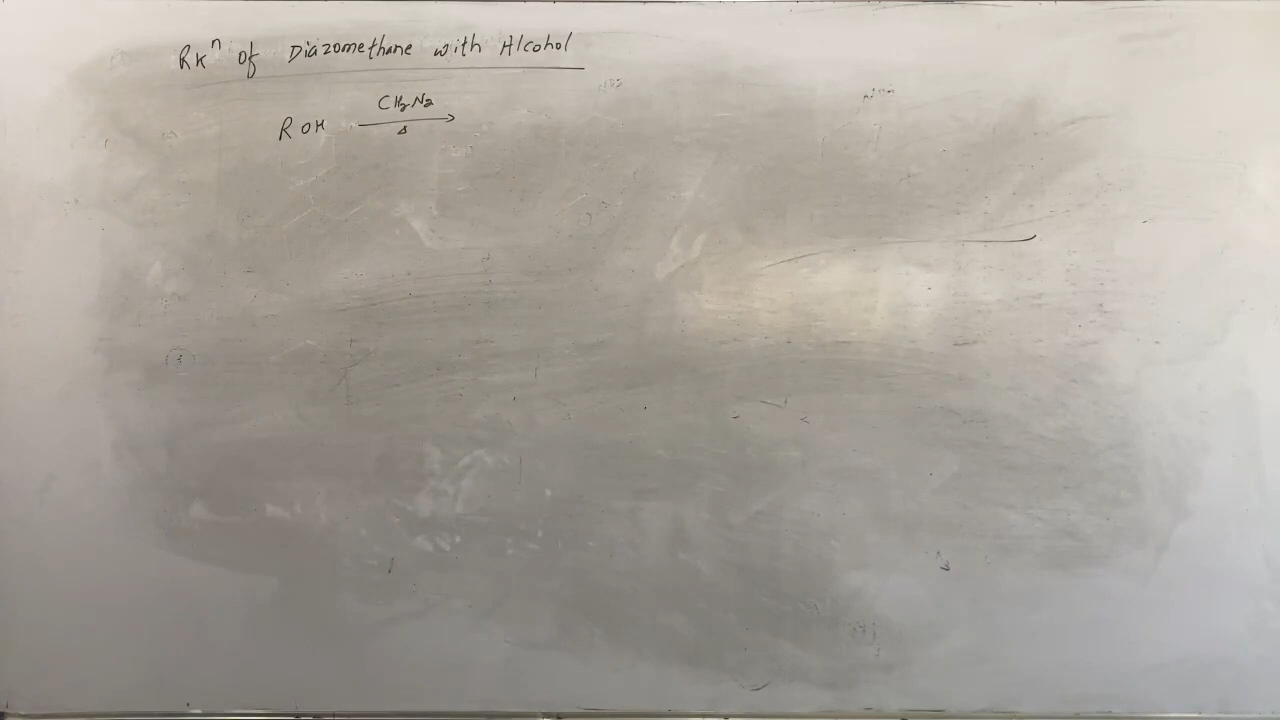 Rxⁿ of Diazomethane with Alcohol
CH₂N₂
ROH ⟶
Δ